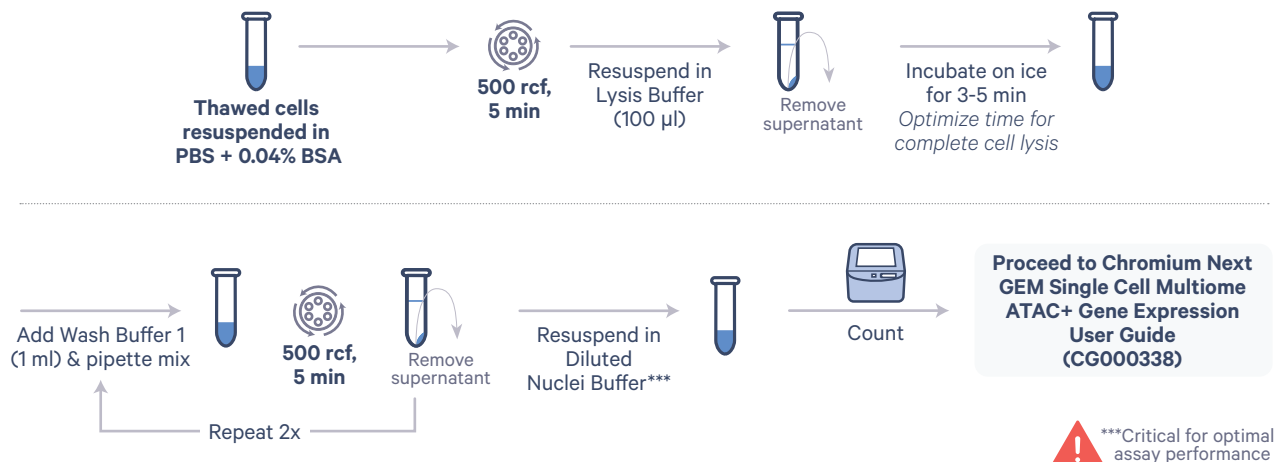 Thawed cells
resuspended in
PBS + 0.04% BSA
500 rcf,
5 min
Resuspend in
Lysis Buffer
(100 µl)
Remove
supernatant
Incubate on ice
for 3-5 min
Optimize time for
complete cell lysis
Add Wash Buffer 1
(1 ml) & pipette mix
500 rcf,
5 min
Remove
supernatant
Repeat 2x
Resuspend in
Diluted
Nuclei Buffer***
Count
Proceed to Chromium Next
GEM Single Cell Multiome
ATAC+ Gene Expression
User Guide
(CG000338)
***Critical for optimal
assay performance